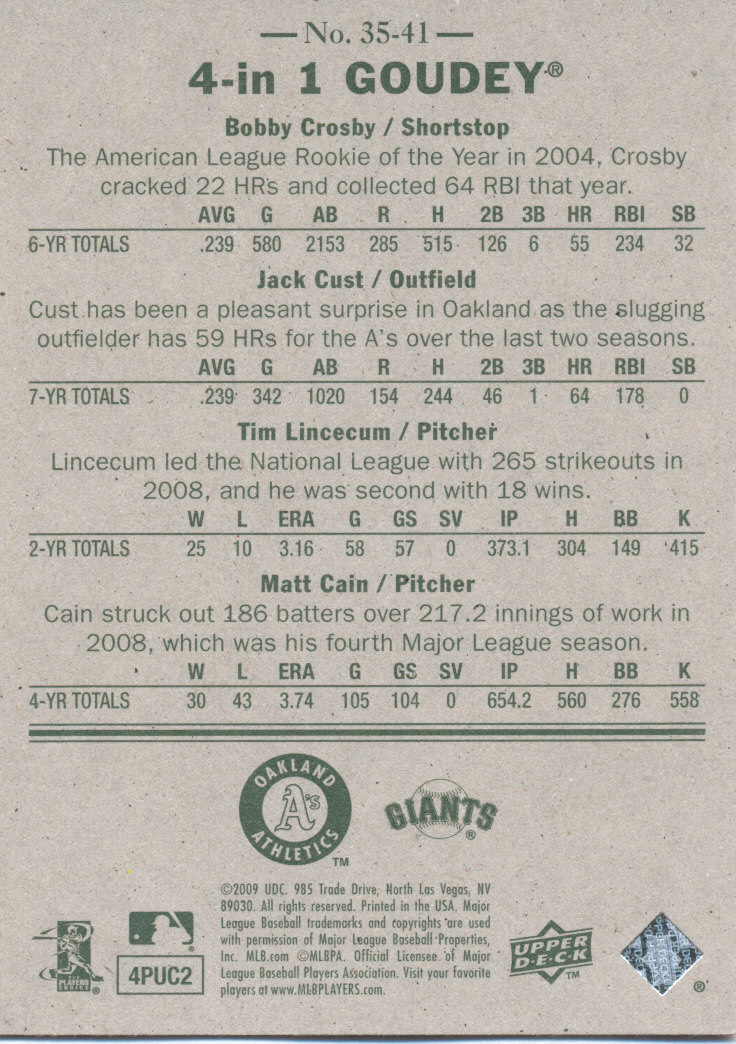 No. 35-41
4-in 1 GOUDEY®
Bobby Crosby / Shortstop
The American League Rookie of the Year in 2004, Crosby
cracked 22 HRs and collected 64 RBI that year.
AVG G AB R H 2B 3B HR RBI SB
6-YR TOTALS .239 580 2153 285 515 126 6 55 234 32
Jack Cust / Outfield
Cust has been a pleasant surprise in Oakland as the slugging
outfielder has 59 HRs for the A's over the last two seasons.
AVG G AB R H 2B 3B HR RBI SB
7-YR TOTALS .239 342 1020 154 244 46 1 64 178 0
Tim Lincecum / Pitcher
Lincecum led the National League with 265 strikeouts in
2008, and he was second with 18 wins.
W L ERA G GS SV IP H BB K
2-YR TOTALS 25 10 3.16 58 57 0 373.1 304 149 415
Matt Cain / Pitcher
Cain struck out 186 batters over 217.2 innings of work in
2008, which was his fourth Major League season.
W L ERA G GS SV IP H BB K
4-YR TOTALS 30 43 3.74 105 104 0 654.2 560 276 558
OAKLAND
A's
ATHLETICS
TM
GIANTS
®
©2009 UDC. 985 Trade Drive, North Las Vegas, NV
89030. All rights reserved. Printed in the USA. Major
League Baseball trademarks and copyrights are used
with permission of Major League Baseball Properties,
Inc. MLB.com ©MLBPA. Official Licensee of Major
League Baseball Players Association. Visit your favorite
players at www.MLBPLAYERS.com.
PLAYERS
CHOICE ®
4PUC2
UPPER
D·E·C·K
TM
®